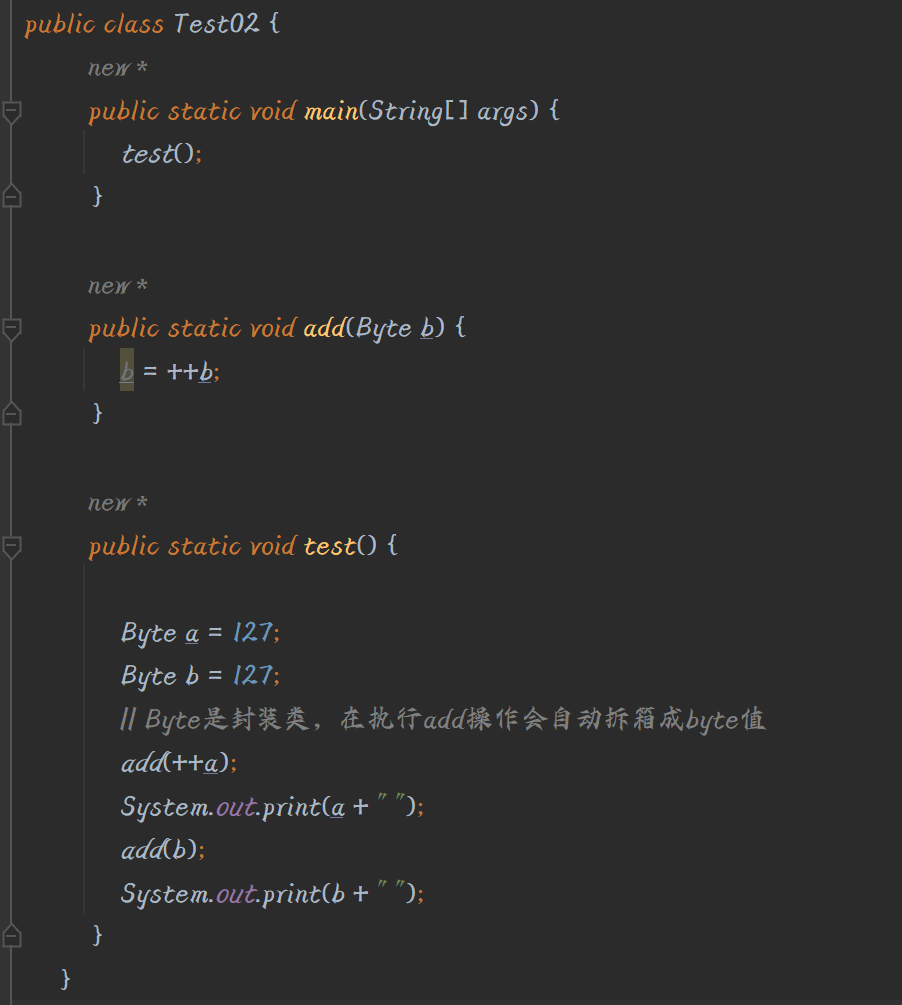 public class Test02 {
new *
public static void main(String[] args) {
test();
}
new *
public static void add(Byte b) {
b = ++b;
}
new *
public static void test() {
Byte a = 127;
Byte b = 127;
// Byte是封装类，在执行add操作会自动拆箱成byte值
add(++a);
System.out.print(a + " ");
add(b);
System.out.print(b + " ");
}
}